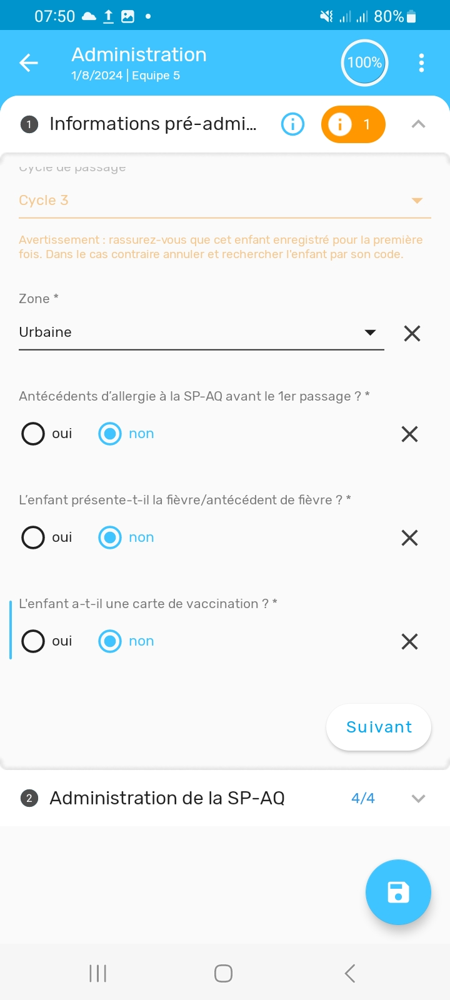 07:50
80%
Administration
1/8/2024 | Equipe 5
100%
1 Informations pré-admi...
1
Cycle de passage
Cycle 3
Avertissement : rassurez-vous que cet enfant enregistré pour la première
fois. Dans le cas contraire annuler et rechercher l'enfant par son code.
Zone *
Urbaine
Antécédents d’allergie à la SP-AQ avant le 1er passage ? *
oui non
L’enfant présente-t-il la fièvre/antécédent de fièvre ? *
oui non
L'enfant a-t-il une carte de vaccination ? *
oui non
Suivant
2 Administration de la SP-AQ 4/4